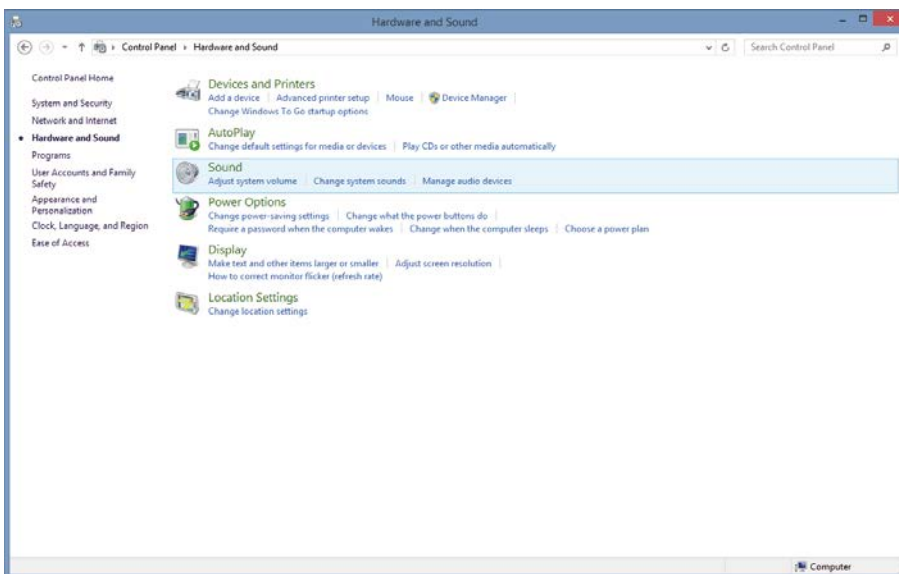 Hardware and Sound
Control Panel ▸ Hardware and Sound
Search Control Panel
Control Panel Home
System and Security
Network and Internet
Hardware and Sound
Programs
User Accounts and Family
Safety
Appearance and
Personalization
Clock, Language, and Region
Ease of Access
Devices and Printers
Add a device | Advanced printer setup | Mouse | Device Manager |
Change Windows To Go startup options
AutoPlay
Change default settings for media or devices | Play CDs or other media automatically
Sound
Adjust system volume | Change system sounds | Manage audio devices
Power Options
Change power-saving settings | Change what the power buttons do |
Require a password when the computer wakes | Change when the computer sleeps | Choose a power plan
Display
Make text and other items larger or smaller | Adjust screen resolution |
How to correct monitor flicker (refresh rate)
Location Settings
Change location settings
Computer